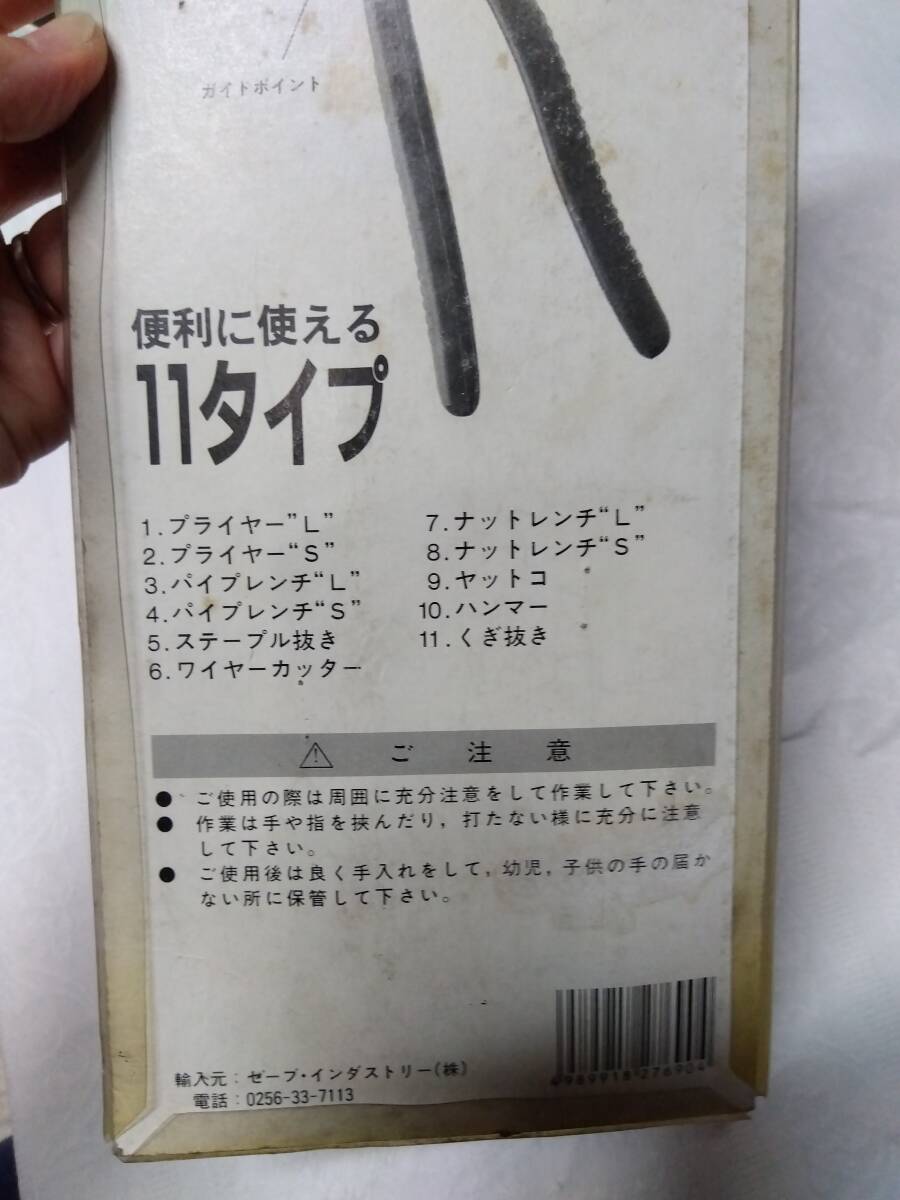 ガイドポイント
便利に使える
11タイプ
1.プライヤー”L”
2.プライヤー“S”
3.パイプレンチ“L”
4.パイプレンチ“S”
5.ステープル抜き
6.ワイヤーカッター
7.ナットレンチ“L”
8.ナットレンチ“S”
9.ヤットコ
10.ハンマー
11.くぎ抜き
⚠ ご注意
● ご使用の際は周囲に充分注意をして作業して下さい。
● 作業は手や指を挟んだり，打たない様に充分に注意
して下さい。
● ご使用後は良く手入れをして，幼児，子供の手の届か
ない所に保管して下さい。
輸入元：ゼーブ・インダストリー(株)
電話：0256-33-7113
4989918276904